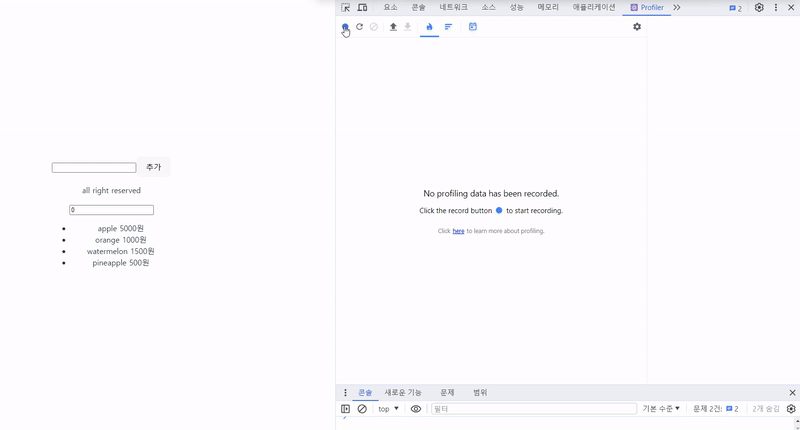 요소 콘솔 네트워크 소스 성능 메모리 애플리케이션 Profiler 2
No profiling data has been recorded.
Click the record button to start recording.
Click here to learn more about profiling.
추가
all right reserved
0
apple 5000원
orange 1000원
watermelon 1500원
pineapple 500원
콘솔 새로운 기능 문제 범위
top 필터 기본 수준 문제 2건: 2 2개 숨김